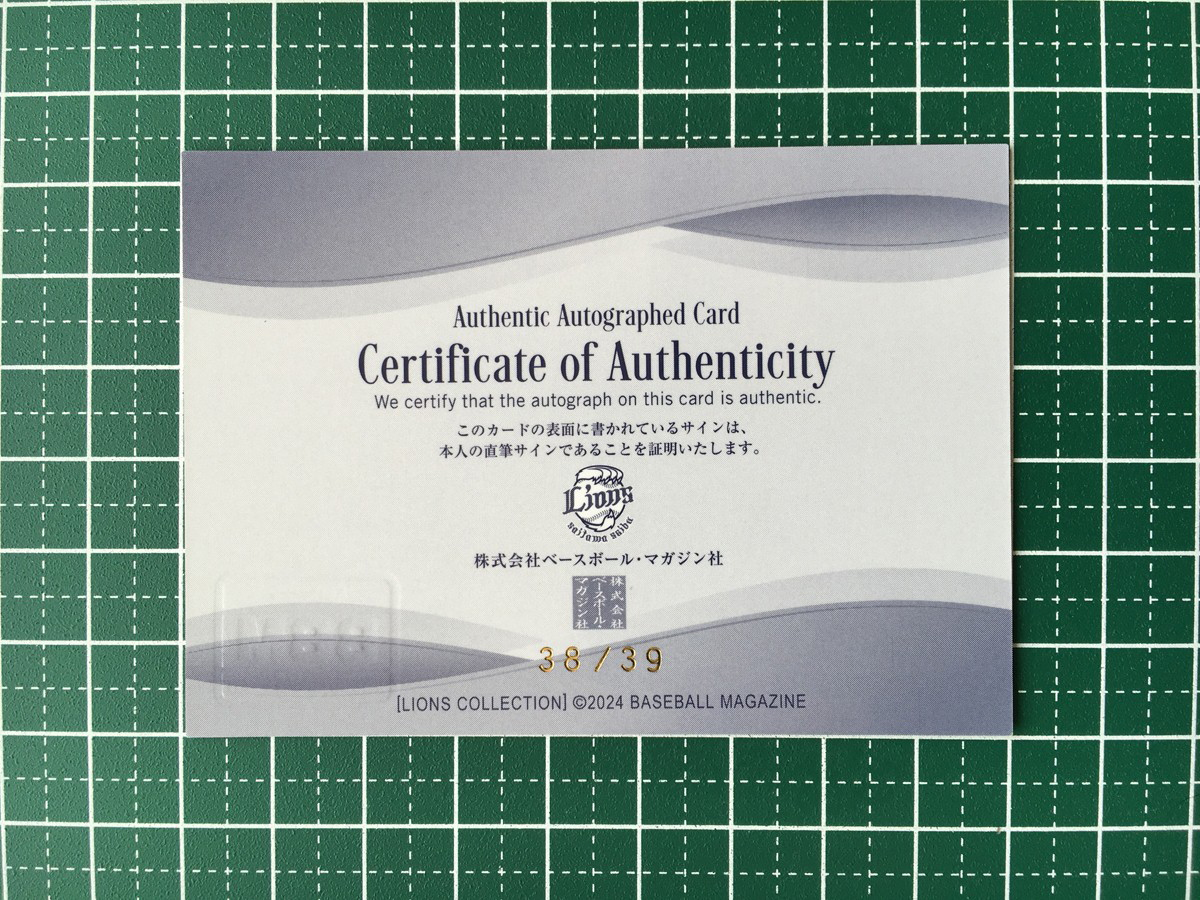 Authentic Autographed Card
Certificate of Authenticity
We certify that the autograph on this card is authentic.
このカードの表面に書かれているサインは、
本人の直筆サインであることを証明いたします。
Lions
saitama seibu
株式会社ベースボール・マガジン社
株式会社
ベースボール・
マガジン社
38/39
[LIONS COLLECTION] ©2024 BASEBALL MAGAZINE